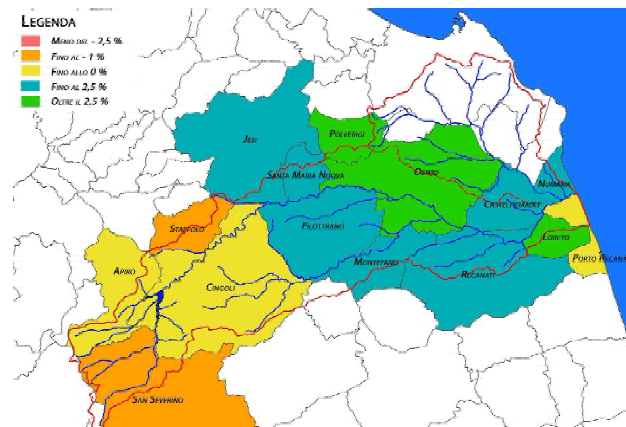 LEGENDA
MENO DEL - 2,5 %
FINO AL - 1 %
FINO ALLO 0 %
FINO AL 2,5 %
OLTRE IL 2,5 %
JESI
POLVERIGI
SANTA MARIA NUOVA
OSIMO
NUMANA
STAFFOLO
CASTELFIDARDO
FILOTTRANO
LORETO
APIRO
MONTEFANO
PORTO RECANA
CINGOLI
RECANATI
SAN SEVERINO